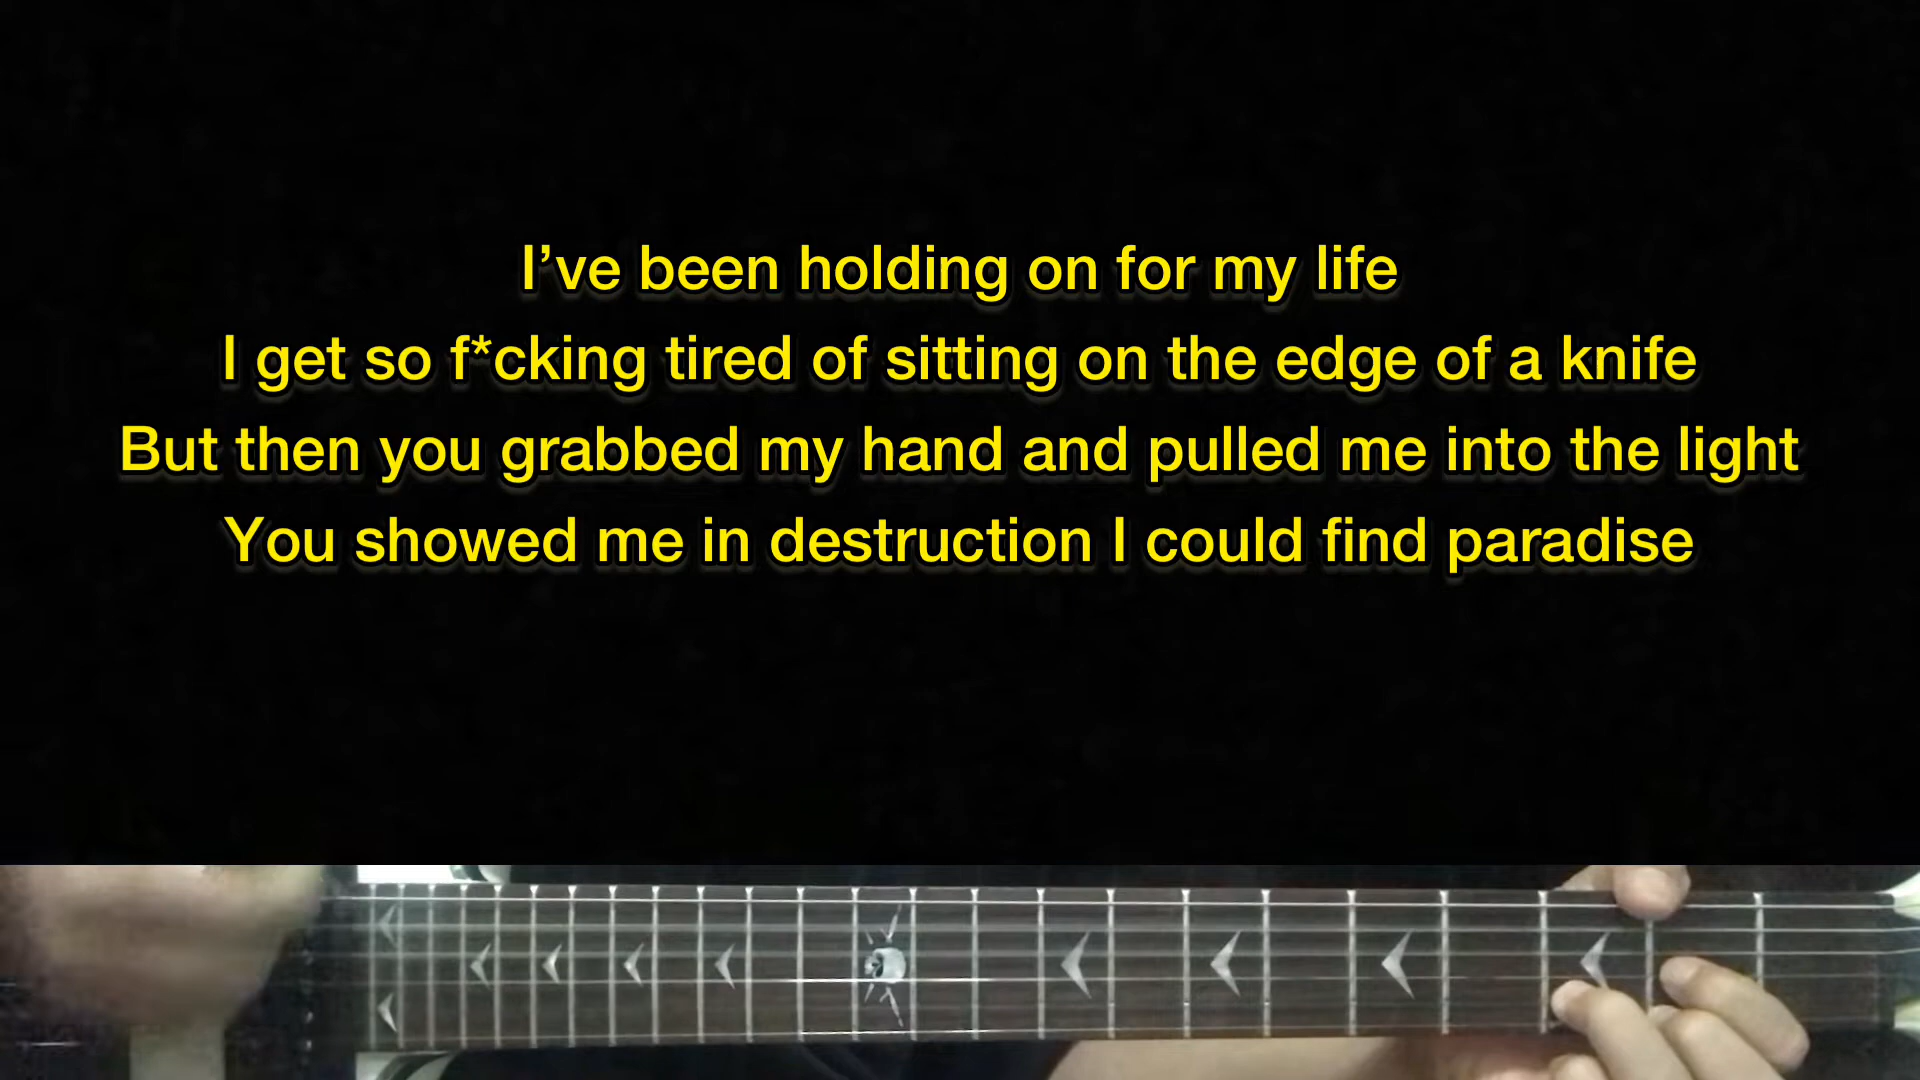 I’ve been holding on for my life
I get so f*cking tired of sitting on the edge of a knife
But then you grabbed my hand and pulled me into the light
You showed me in destruction I could find paradise